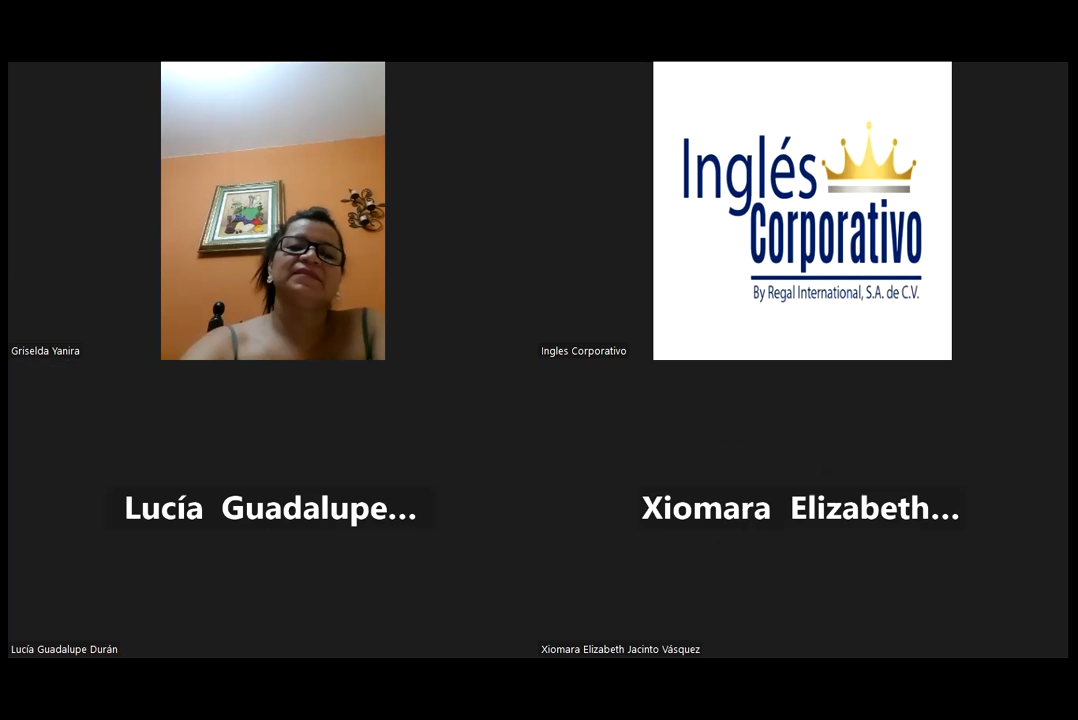 Inglés
Corporativo
By Regal International, S.A. de C.V.
Griselda Yanira
Ingles Corporativo
Lucía Guadalupe...
Xiomara Elizabeth...
Lucía Guadalupe Durán
Xiomara Elizabeth Jacinto Vásquez